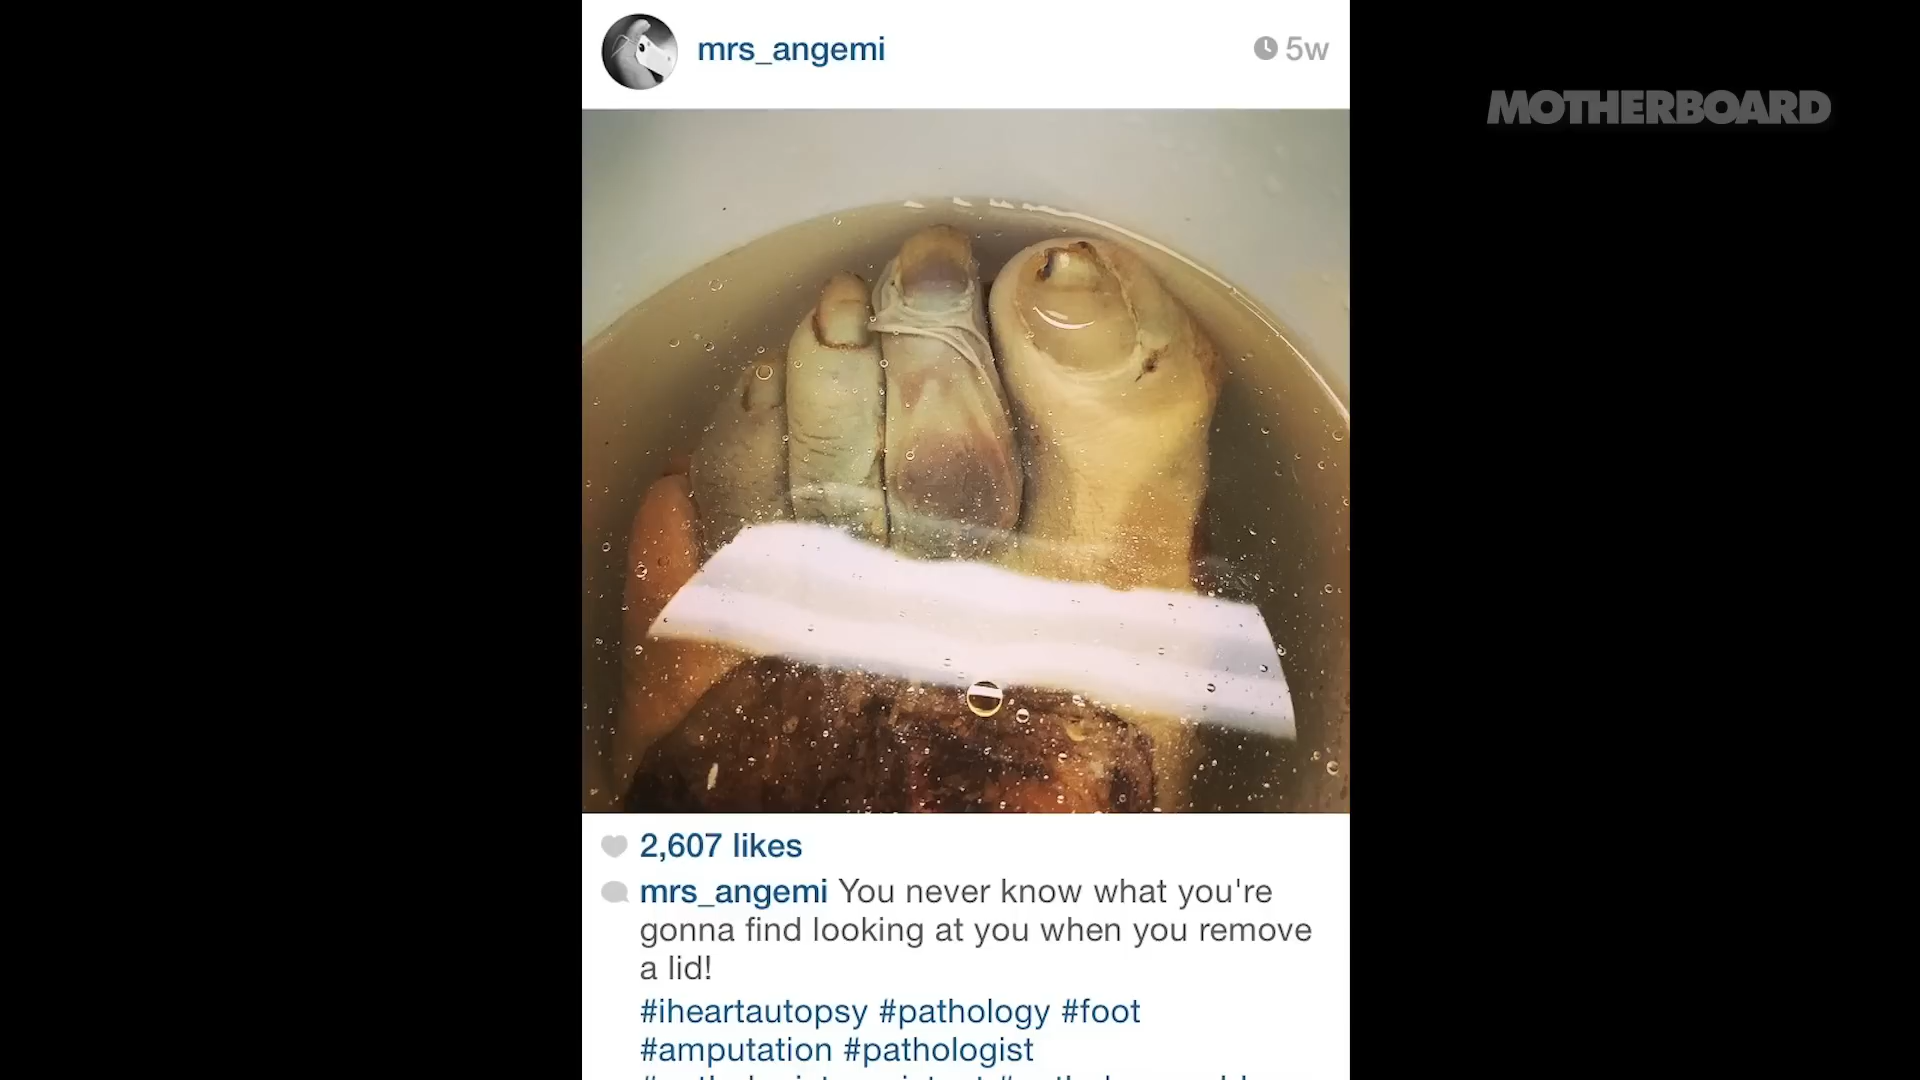 mrs_angemi
5w
MOTHERBOARD
2,607 likes
mrs_angemi You never know what you're
gonna find looking at you when you remove
a lid!
#iheartautopsy #pathology #foot
#amputation #pathologist